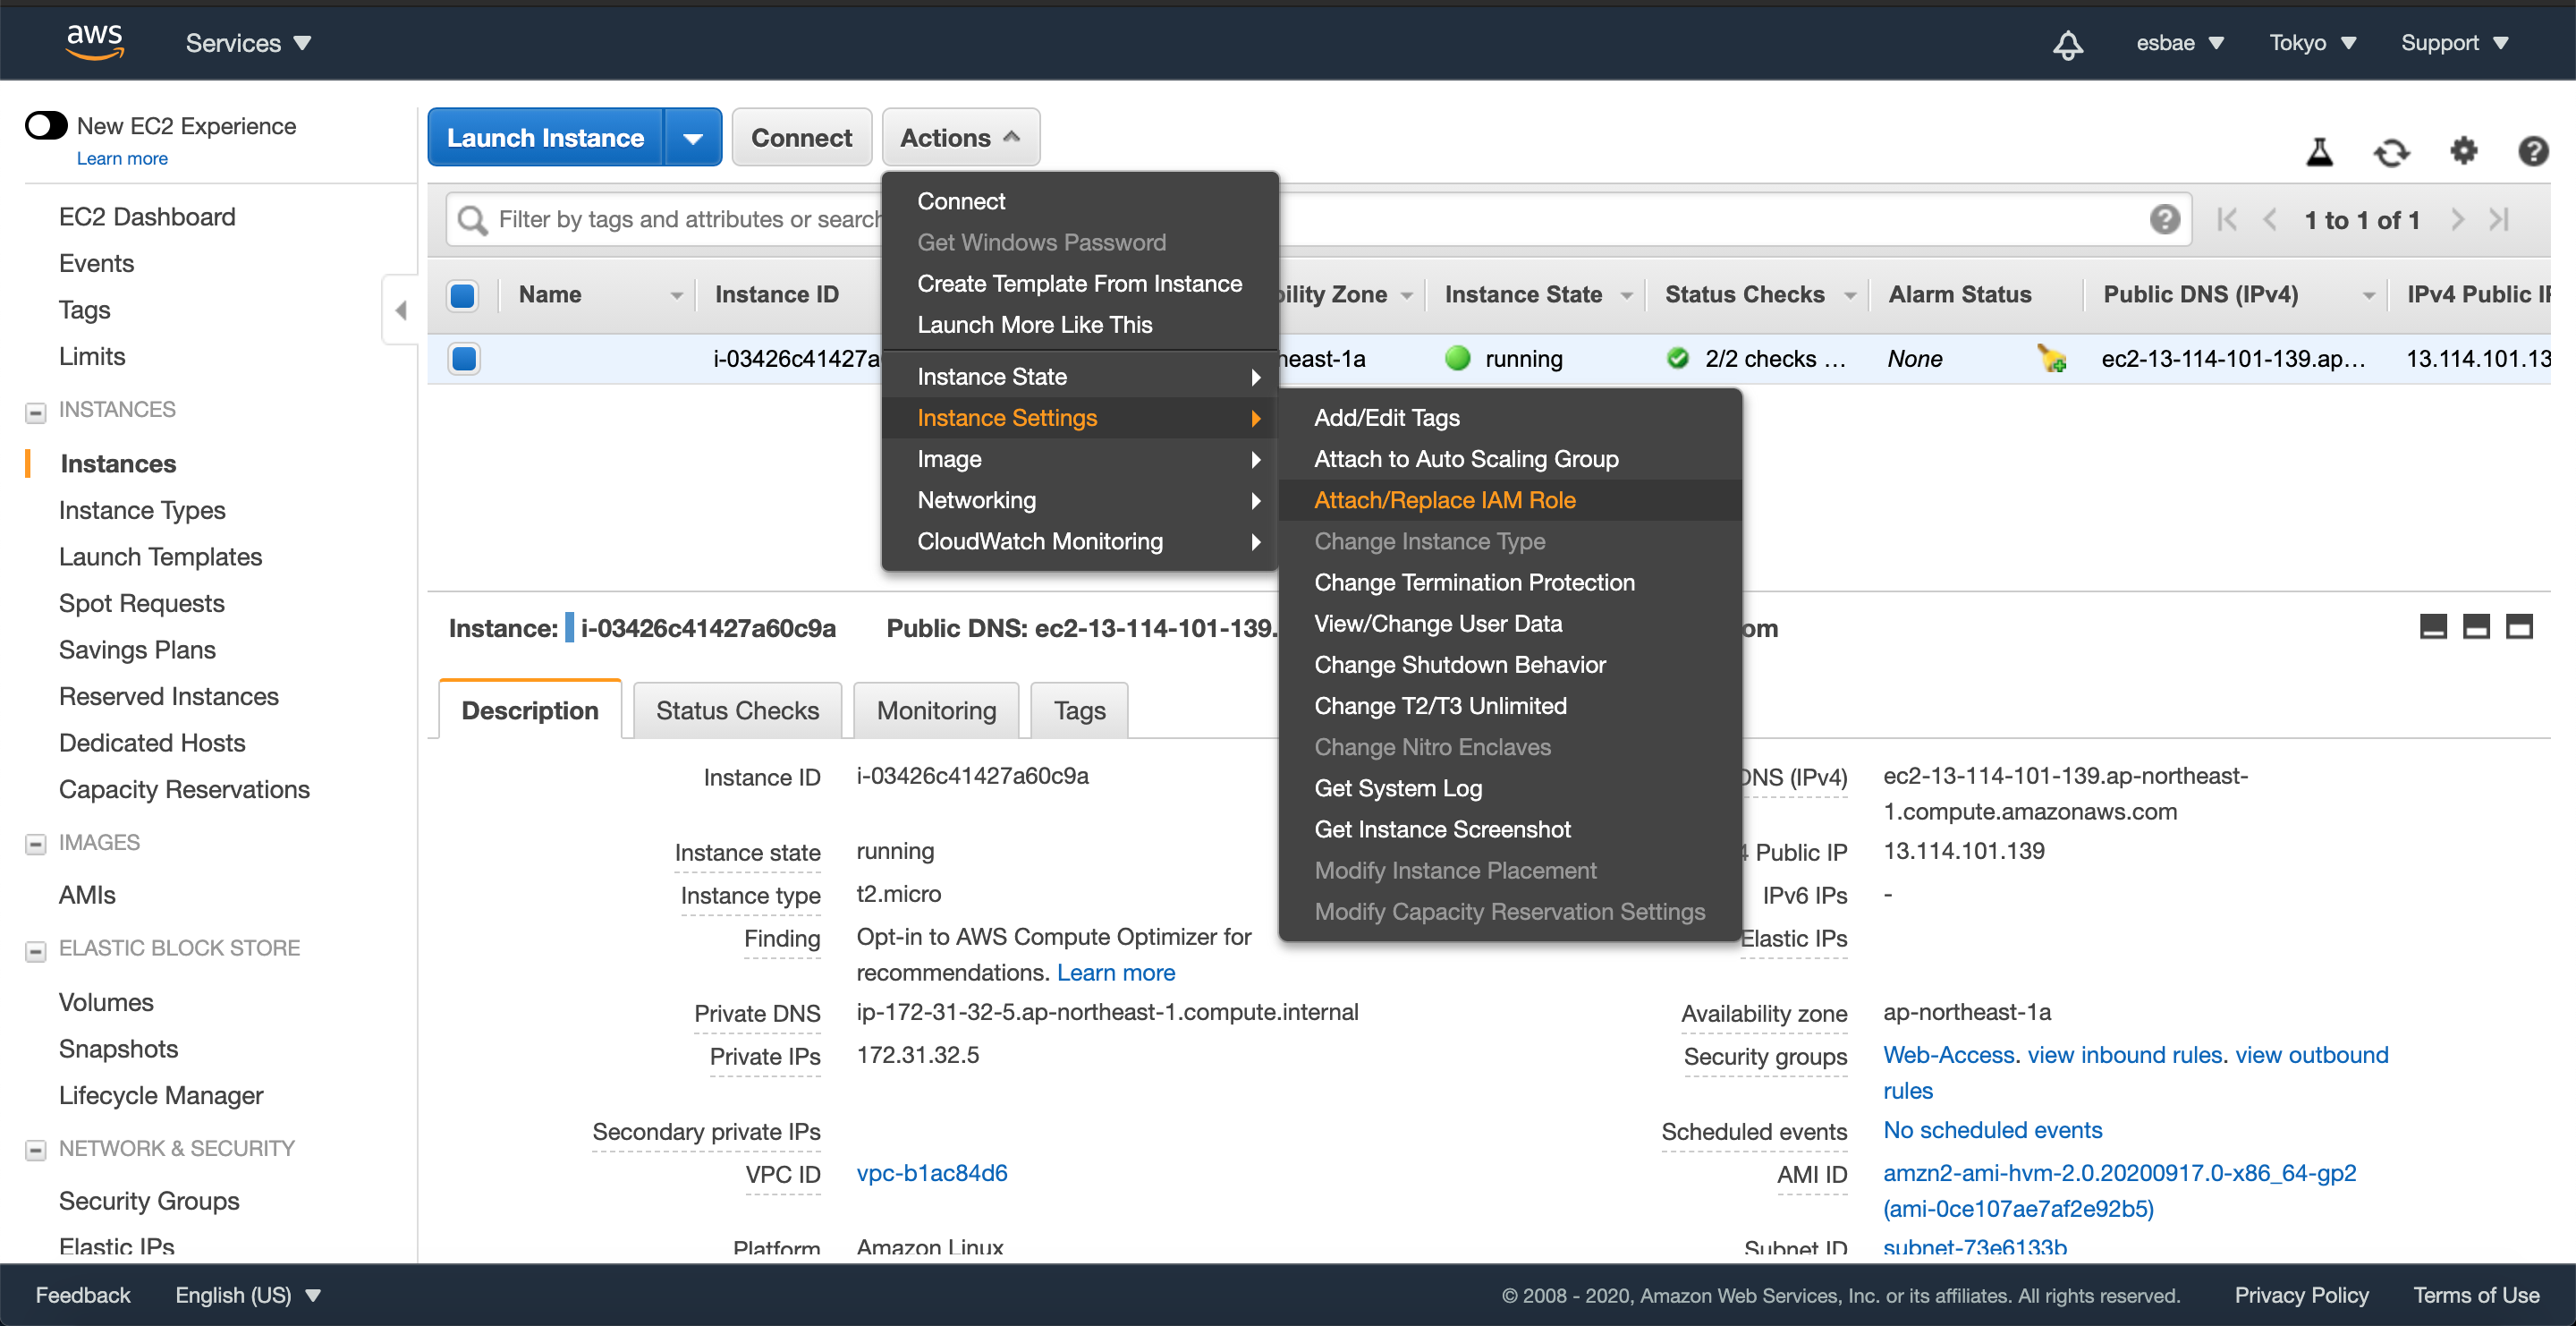 aws
Services
esbae
Tokyo
Support
New EC2 Experience
Learn more
EC2 Dashboard
Events
Tags
Limits
INSTANCES
Instances
Instance Types
Launch Templates
Spot Requests
Savings Plans
Reserved Instances
Dedicated Hosts
Capacity Reservations
IMAGES
AMIs
ELASTIC BLOCK STORE
Volumes
Snapshots
Lifecycle Manager
NETWORK & SECURITY
Security Groups
Elastic IPs
Launch Instance
Connect
Actions
Filter by tags and attributes or search
1 to 1 of 1
Name
Instance ID
bility Zone
Instance State
Status Checks
Alarm Status
Public DNS (IPv4)
IPv4 Public IP
i-03426c41427a
heast-1a
running
2/2 checks ...
None
ec2-13-114-101-139.ap...
13.114.101.13
Connect
Get Windows Password
Create Template From Instance
Launch More Like This
Instance State
Instance Settings
Image
Networking
CloudWatch Monitoring
Add/Edit Tags
Attach to Auto Scaling Group
Attach/Replace IAM Role
Change Instance Type
Change Termination Protection
View/Change User Data
Change Shutdown Behavior
Change T2/T3 Unlimited
Change Nitro Enclaves
Get System Log
Get Instance Screenshot
Modify Instance Placement
Modify Capacity Reservation Settings
Instance: i-03426c41427a60c9a
Public DNS: ec2-13-114-101-139.
om
Description
Status Checks
Monitoring
Tags
Instance ID i-03426c41427a60c9a
Instance state running
Instance type t2.micro
Finding Opt-in to AWS Compute Optimizer for
recommendations. Learn more
Private DNS ip-172-31-32-5.ap-northeast-1.compute.internal
Private IPs 172.31.32.5
Secondary private IPs
VPC ID vpc-b1ac84d6
Platform Amazon Linux
DNS (IPv4) ec2-13-114-101-139.ap-northeast-
1.compute.amazonaws.com
4 Public IP 13.114.101.139
IPv6 IPs -
Elastic IPs
Availability zone ap-northeast-1a
Security groups Web-Access. view inbound rules. view outbound
rules
Scheduled events No scheduled events
AMI ID amzn2-ami-hvm-2.0.20200917.0-x86_64-gp2
(ami-0ce107ae7af2e92b5)
Subnet ID subnet-73e6133b
Feedback
English (US)
© 2008 - 2020, Amazon Web Services, Inc. or its affiliates. All rights reserved.
Privacy Policy
Terms of Use